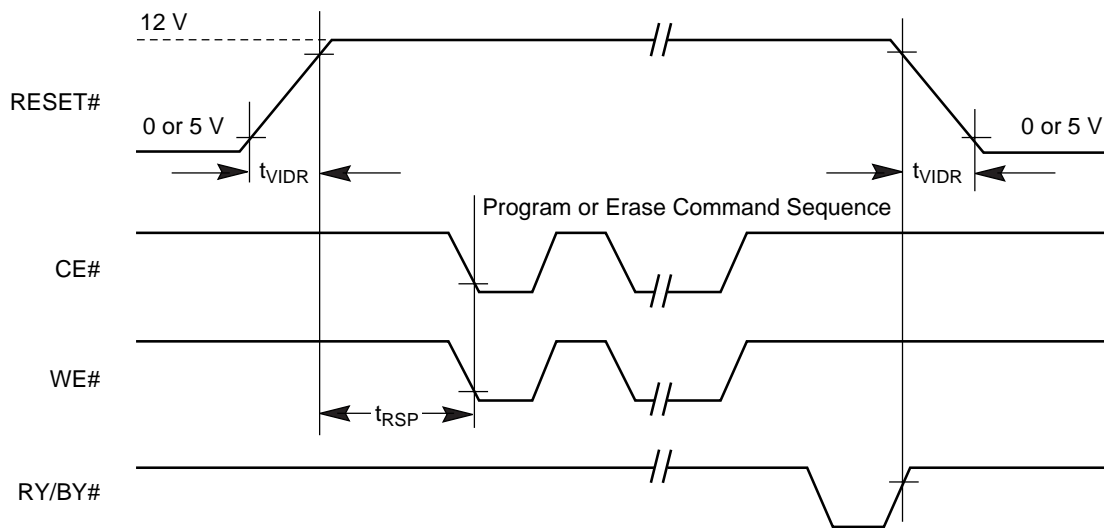 12 V
RESET#
0 or 5 V
0 or 5 V
tVIDR
tVIDR
Program or Erase Command Sequence
CE#
WE#
tRSP
RY/BY#